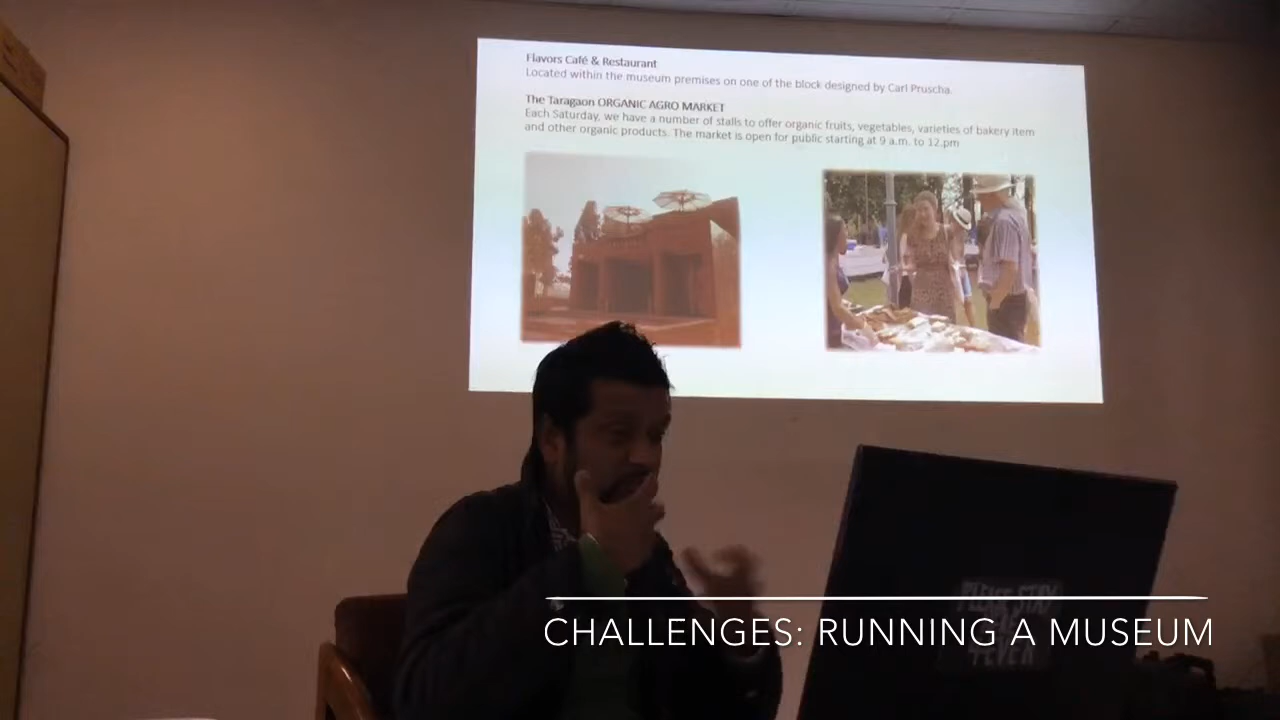 Flavors Café & Restaurant
Located within the museum premises on one of the block designed by Carl Pruscha.
The Taragaon ORGANIC AGRO MARKET
Each Saturday, we have a number of stalls to offer organic fruits, vegetables, varieties of bakery item
and other organic products. The market is open for public starting at 9 a.m. to 12.pm
PLEASE STAY
4EVER
CHALLENGES: RUNNING A MUSEUM